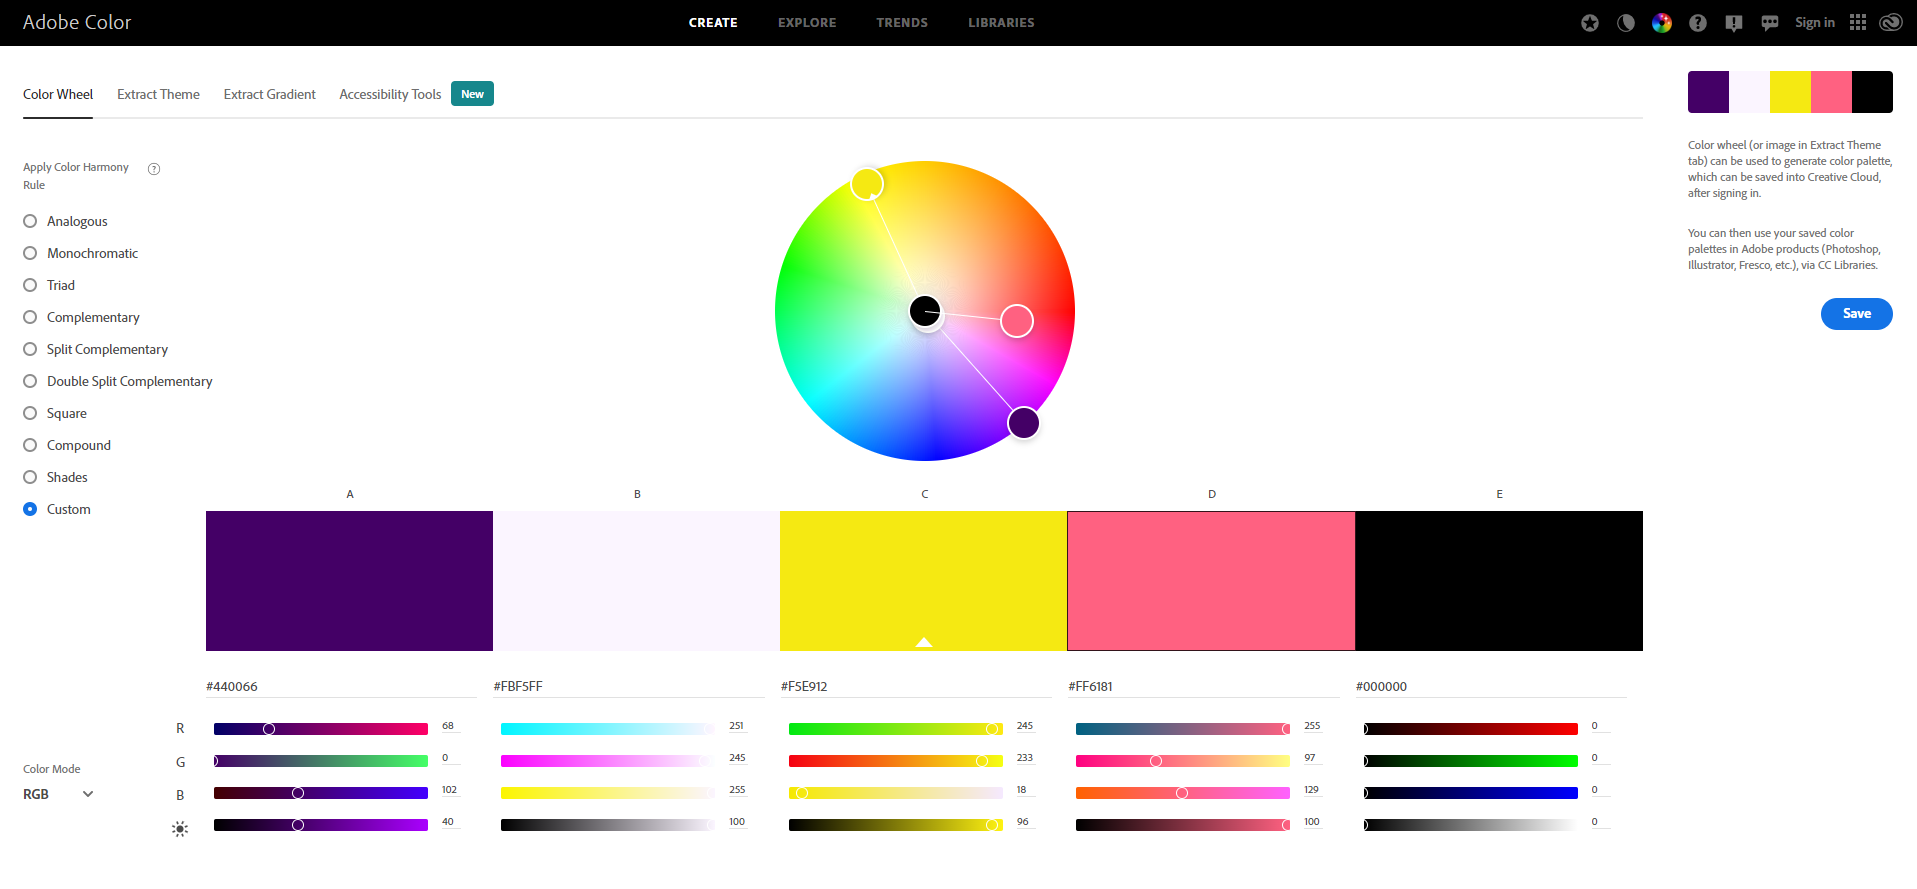 Adobe Color
CREATE EXPLORE TRENDS LIBRARIES
Sign in
Color Wheel Extract Theme Extract Gradient Accessibility Tools New
Color wheel (or image in Extract Theme
tab) can be used to generate color palette,
which can be saved into Creative Cloud,
after signing in.
You can then use your saved color
palettes in Adobe products (Photoshop,
Illustrator, Fresco, etc.), via CC Libraries.
Save
Apply Color Harmony
Rule
Analogous
Monochromatic
Triad
Complementary
Split Complementary
Double Split Complementary
Square
Compound
Shades
Custom
A B C D E
#440066 #FBF5FF #F5E912 #FF6181 #000000
R 68 251 245 255 0
G 0 245 233 97 0
B 102 255 18 129 0
40 100 96 100 0
Color Mode
RGB